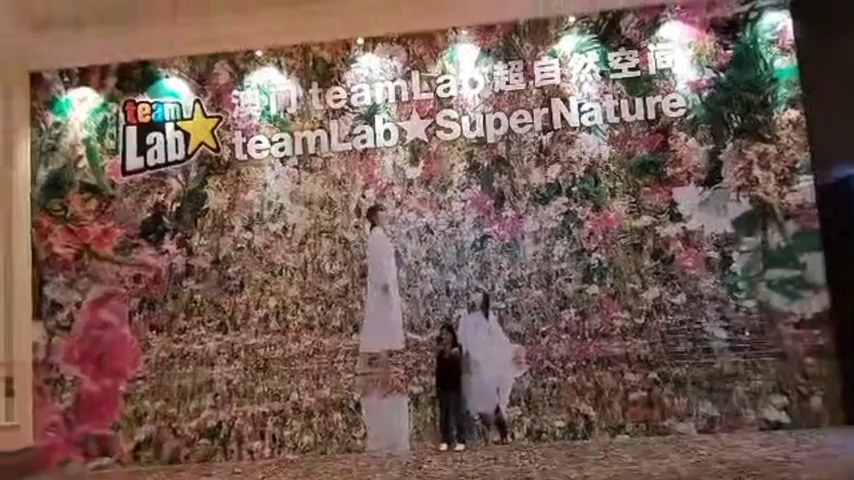 team
Lab
澳门 teamLab 超自然空间
teamLab★SuperNature